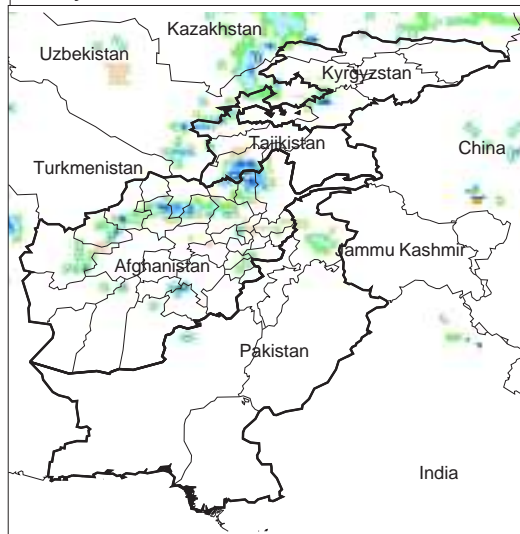 Kazakhstan
Uzbekistan
Kyrgyzstan
Tajikistan
China
Turkmenistan
Jammu Kashmir
Afghanistan
Pakistan
India